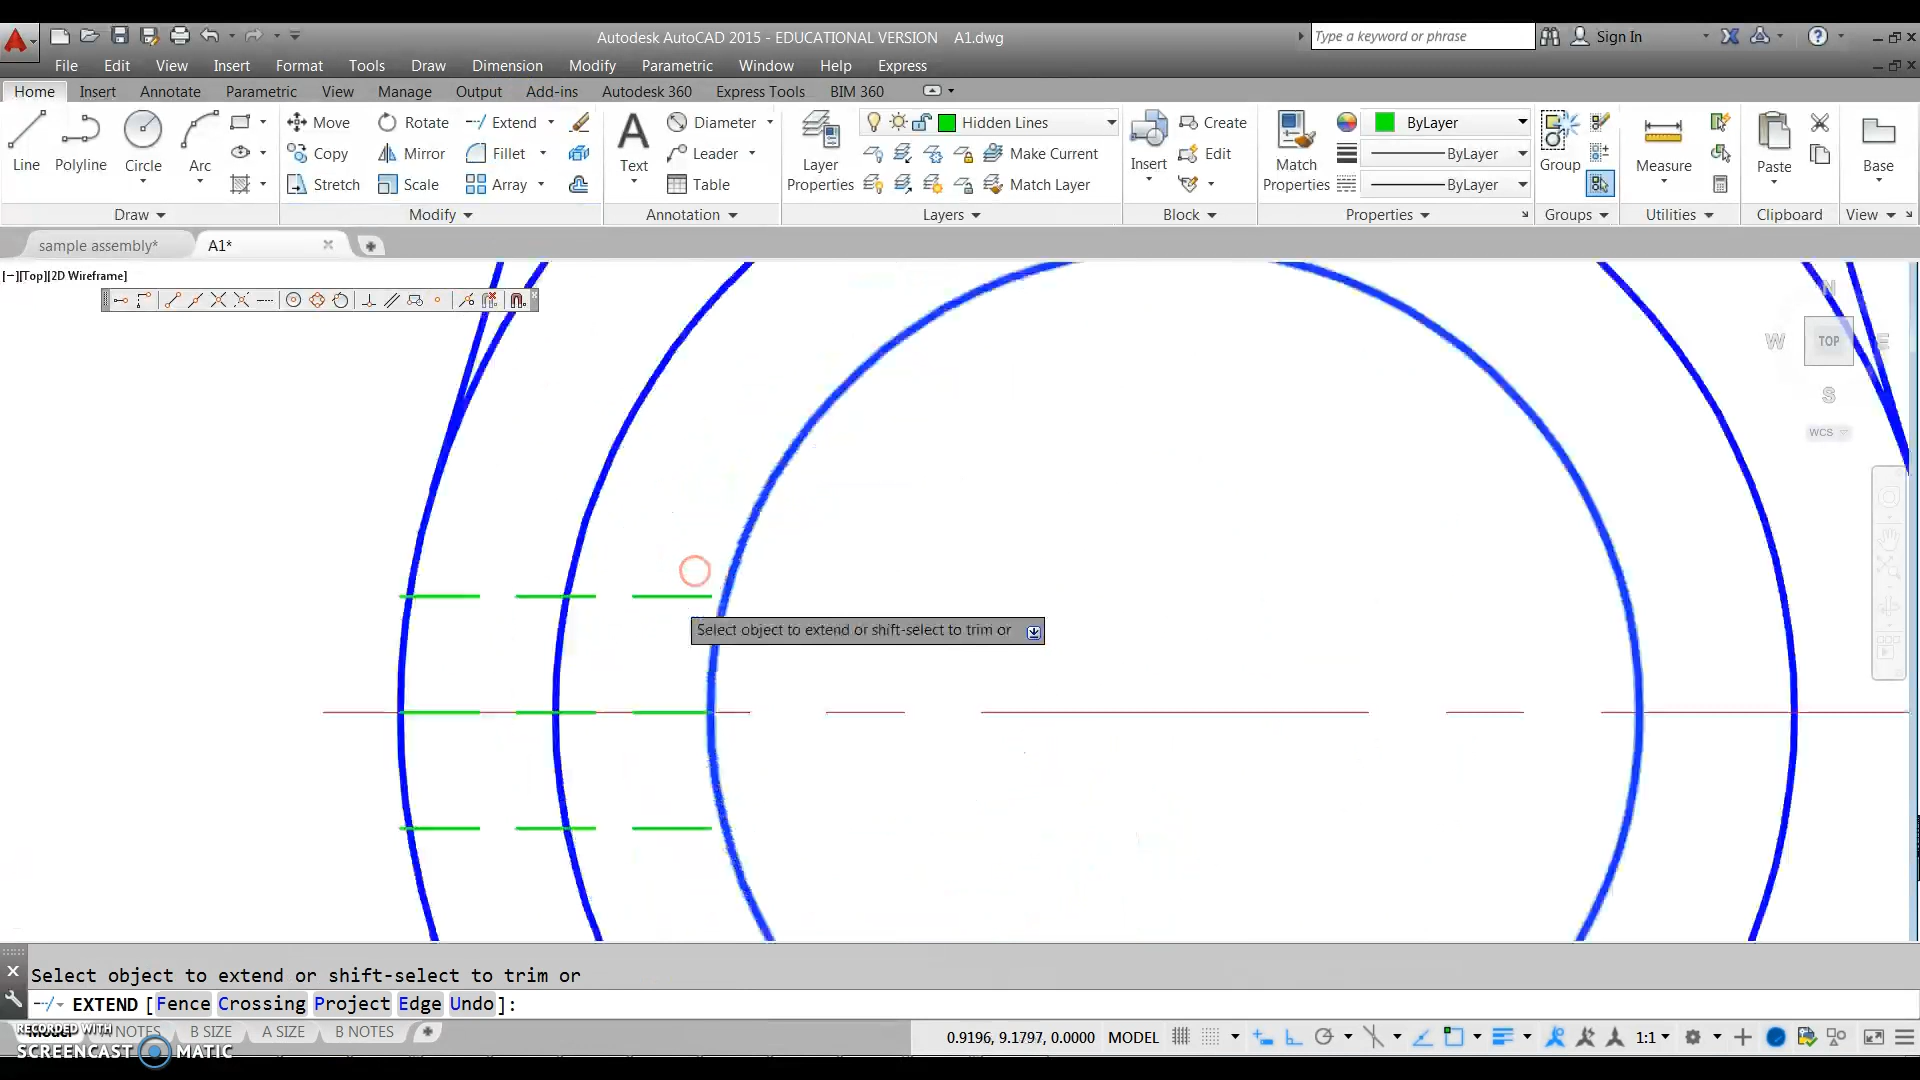 Autodesk AutoCAD 2015 - EDUCATIONAL VERSION A1.dwg
Type a keyword or phrase
Sign In
File Edit View Insert Format Tools Draw Dimension Modify Parametric Window Help Express
Home Insert Annotate Parametric View Manage Output Add-ins Autodesk 360 Express Tools BIM 360
Line Polyline Circle Arc
Move Rotate Extend
Copy Mirror Fillet
Stretch Scale Array
Text Diameter
Leader
Table
Layer Properties
Hidden Lines
Make Current
Match Layer
Insert Create
Edit
Match Properties
ByLayer
ByLayer
ByLayer
Group Measure Paste Base
Draw Modify Annotation Layers Block Properties Groups Utilities Clipboard View
sample assembly* A1*
[−][Top][2D Wireframe]
N
W TOP E
S
WCS
Select object to extend or shift-select to trim or
Select object to extend or shift-select to trim or
EXTEND [Fence Crossing Project Edge Undo]:
Model NOTES B SIZE A SIZE B NOTES
RECORDED WITH
SCREENCAST MATIC
0.9196, 9.1797, 0.0000 MODEL 1:1